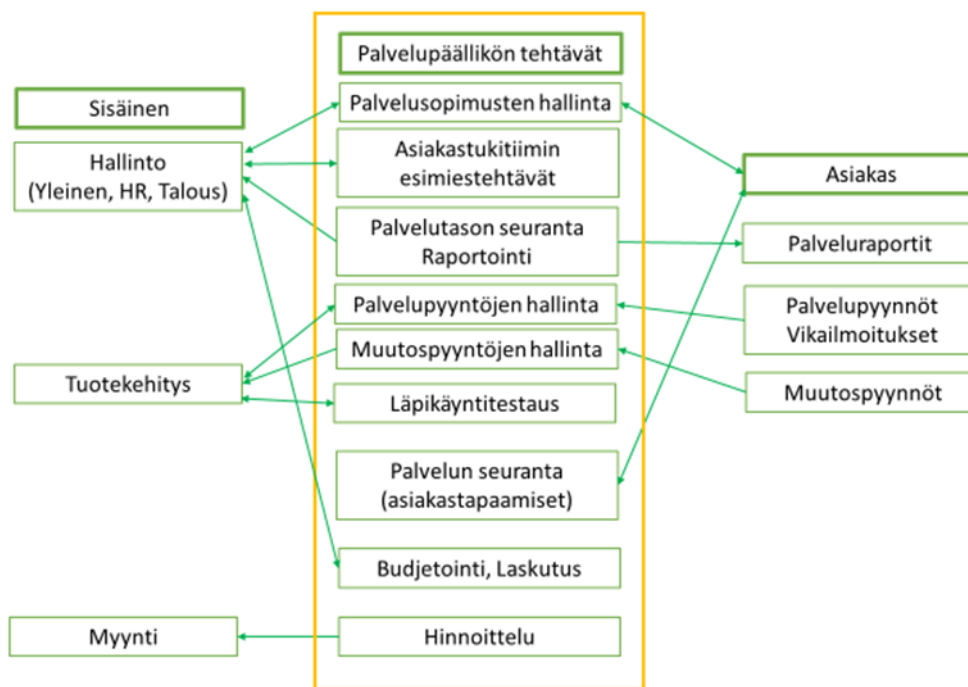 Sisäinen
Hallinto
(Yleinen, HR, Talous)
Tuotekehitys
Myynti
Palvelupäällikön tehtävät
Palvelusopimusten hallinta
Asiakastukitiimin
esimiestehtävät
Palvelutason seuranta
Raportointi
Palvelupyyntöjen hallinta
Muutospyyntöjen hallinta
Läpikäyntitestaus
Palvelun seuranta
(asiakastapaamiset)
Budjetointi, Laskutus
Hinnoittelu
Asiakas
Palveluraportit
Palvelupyynnöt
Vikailmoitukset
Muutospyynnöt